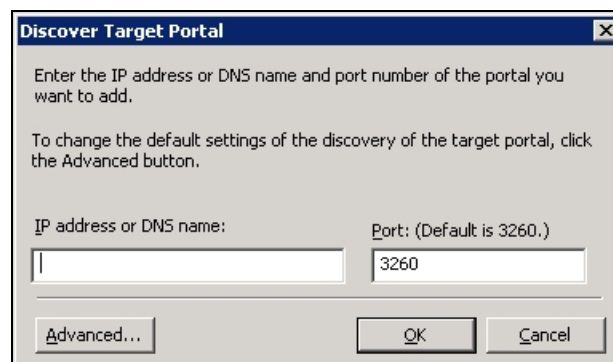 Discover Target Portal
Enter the IP address or DNS name and port number of the portal you
want to add.
To change the default settings of the discovery of the target portal, click
the Advanced button.
IP address or DNS name:
Port: (Default is 3260.)
3260
Advanced...
OK
Cancel